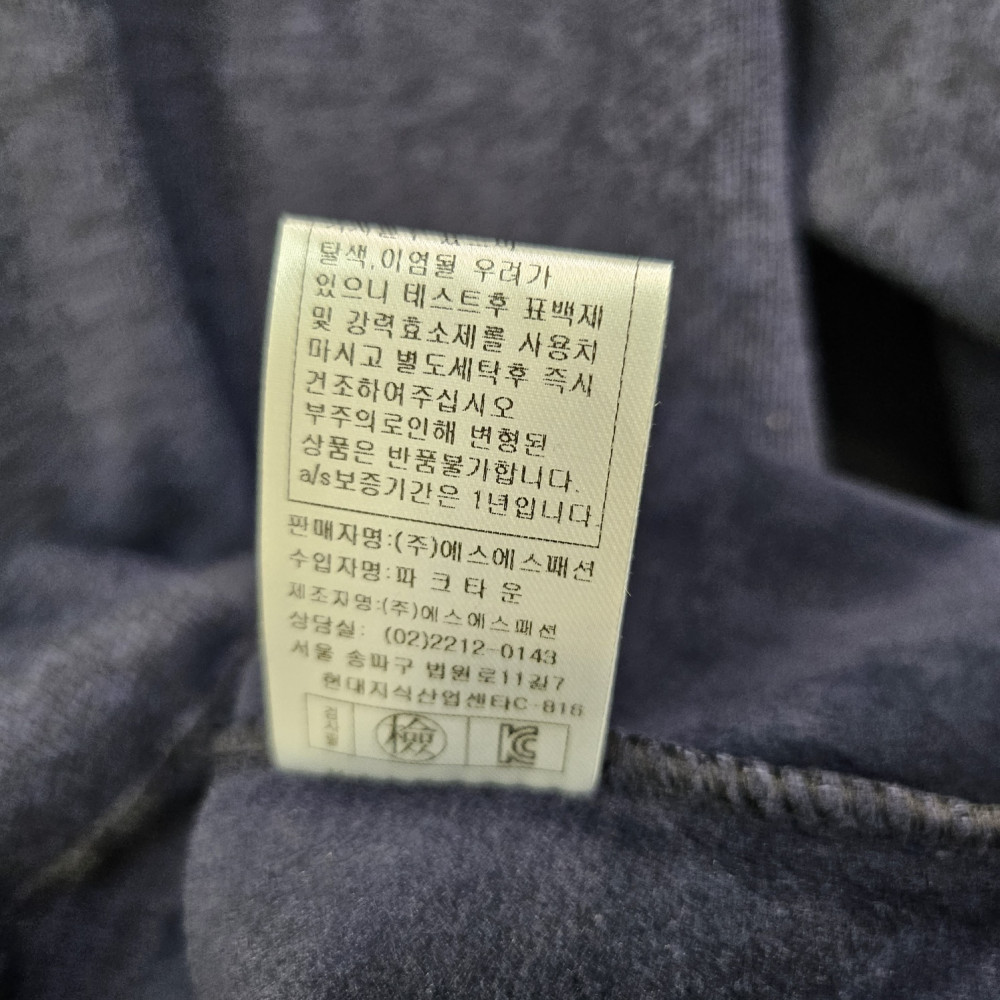 탈색,이염될 우려가
있으니 테스트후 표백제
및 강력효소제를 사용치
마시고 별도세탁후 즉시
건조하여주십시오
부주의로인해 변형된
상품은 반품불가합니다.
a/s보증기간은 1년입니다.
판매자명:(주)에스에스패션
수입자명:파 크 타 운
제조자명:(주)에스에스패션
상담실: (02)2212-0143
서울 송파구 법원로11길7
현대지식산업센타C-816
검사필 檢 KC